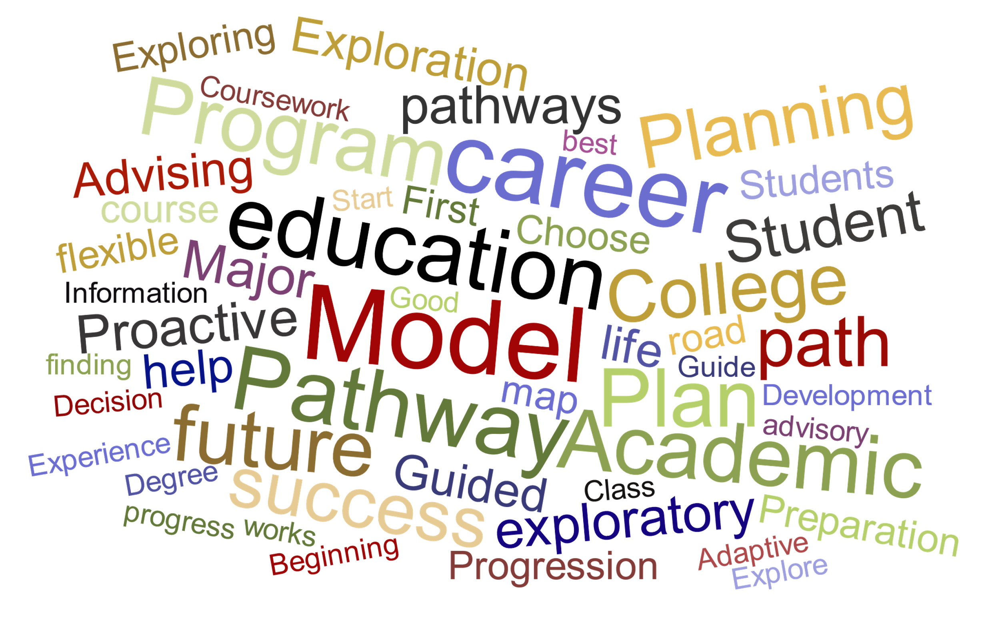 Exploring
Exploration
Coursework
Program
pathways
Planning
best
career
Advising
Students
Start
First
course
education
Choose
Student
flexible
Major
College
Information
Good
Proactive
Model
life
road
path
finding
help
Guide
Pathway
Plan
map
Decision
Development
future
advisory
Academic
Experience
Degree
Guided
success
Class
exploratory
progress
works
Preparation
Beginning
Progression
Adaptive
Explore